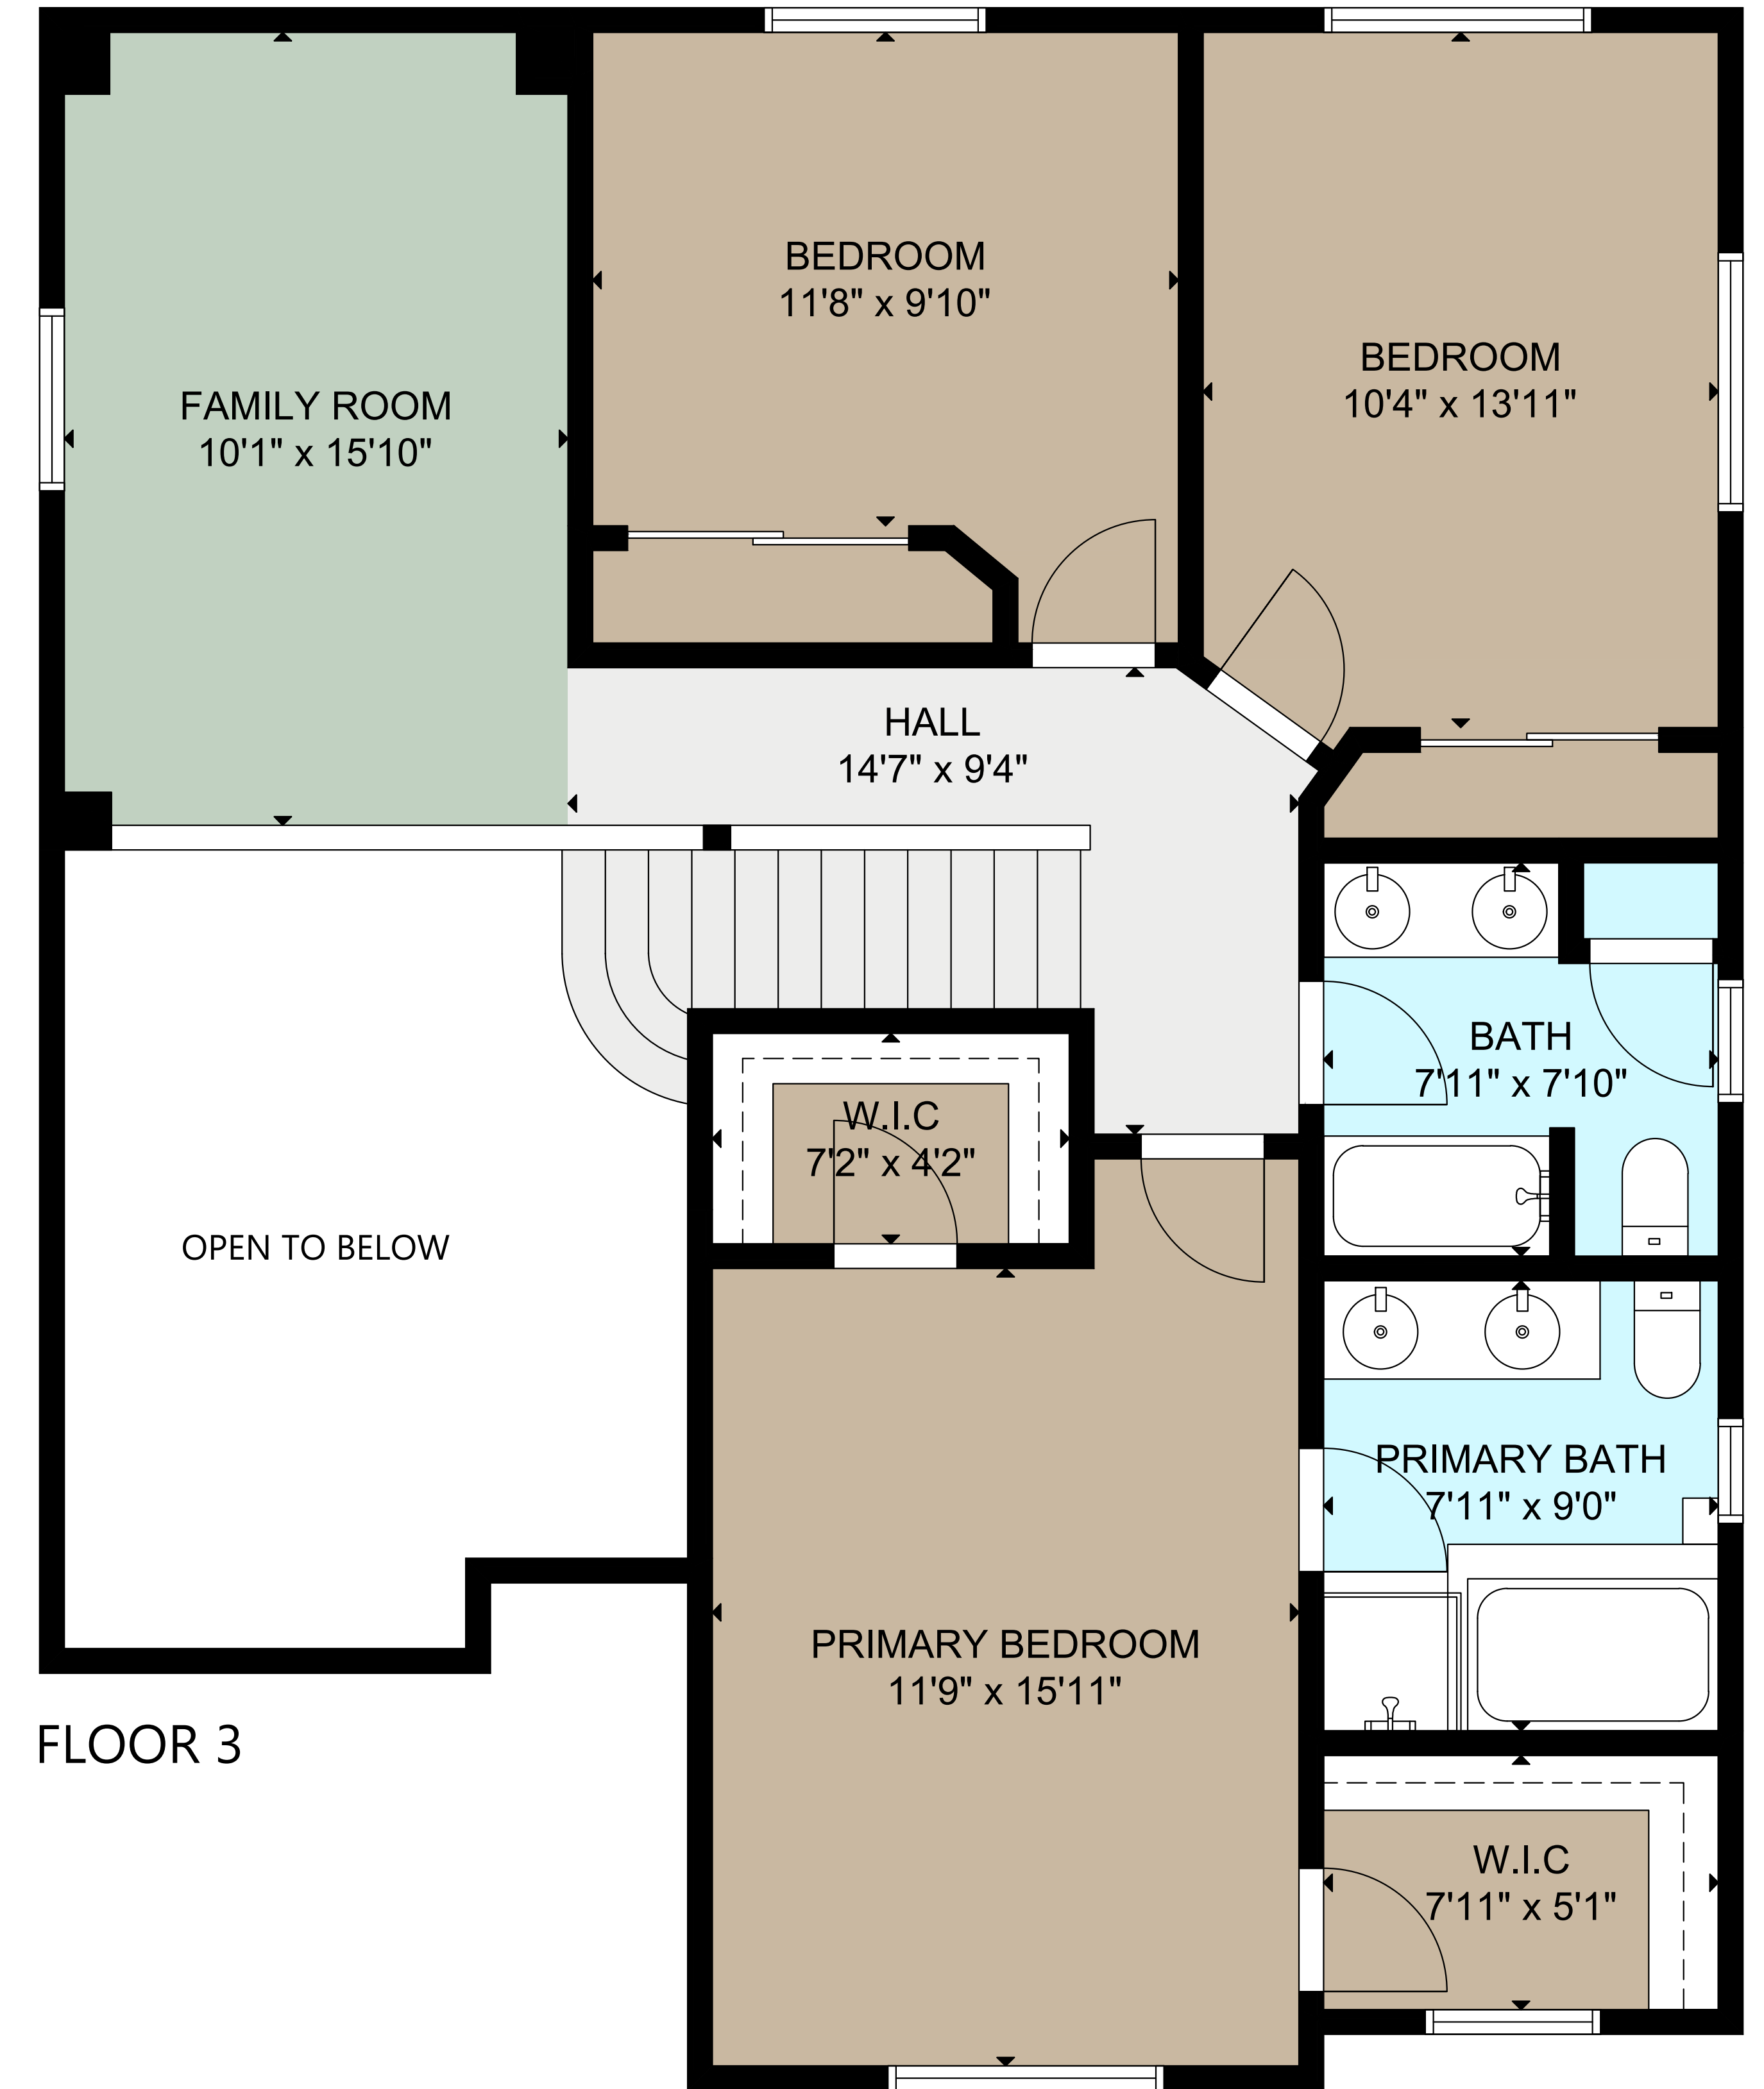 BEDROOM
11'8" x 9'10"
BEDROOM
10'4" x 13'11"
FAMILY ROOM
10'1" x 15'10"
HALL
14'7" x 9'4"
BATH
7'11" x 7'10"
W.I.C
7'2" x 4'2"
OPEN TO BELOW
PRIMARY BATH
7'11" x 9'0"
PRIMARY BEDROOM
11'9" x 15'11"
FLOOR 3
W.I.C
7'11" x 5'1"